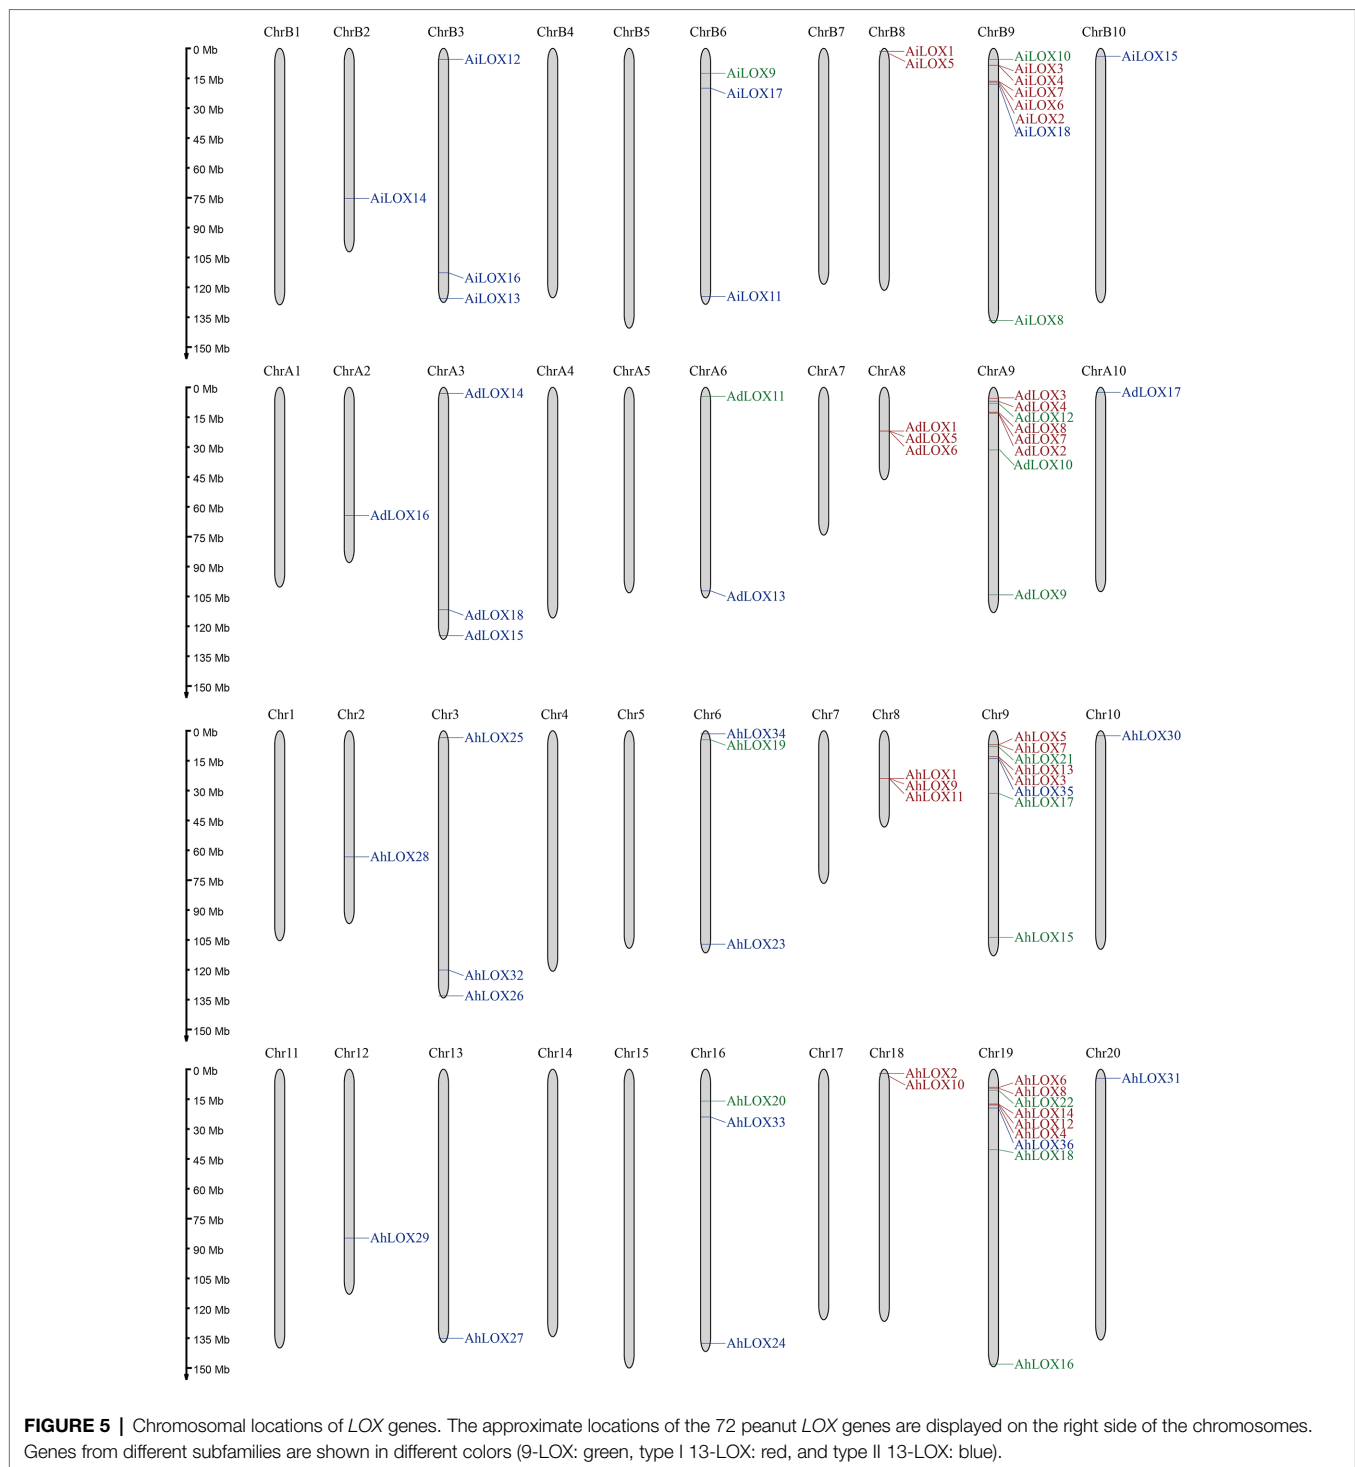 ChrB1 ChrB2 ChrB3 ChrB4 ChrB5 ChrB6 ChrB7 ChrB8 ChrB9 ChrB10
0 Mb
15 Mb
30 Mb
45 Mb
60 Mb
75 Mb
90 Mb
105 Mb
120 Mb
135 Mb
150 Mb
AiLOX14
AiLOX12
AiLOX16
AiLOX13
AiLOX9
AiLOX17
AiLOX11
AiLOX1
AiLOX5
AiLOX10
AiLOX3
AiLOX4
AiLOX7
AiLOX6
AiLOX2
AiLOX18
AiLOX8
AiLOX15
ChrA1 ChrA2 ChrA3 ChrA4 ChrA5 ChrA6 ChrA7 ChrA8 ChrA9 ChrA10
0 Mb
15 Mb
30 Mb
45 Mb
60 Mb
75 Mb
90 Mb
105 Mb
120 Mb
135 Mb
150 Mb
AdLOX16
AdLOX14
AdLOX18
AdLOX15
AdLOX11
AdLOX13
AdLOX1
AdLOX5
AdLOX6
AdLOX3
AdLOX4
AdLOX12
AdLOX8
AdLOX7
AdLOX2
AdLOX10
AdLOX9
AdLOX17
Chr1 Chr2 Chr3 Chr4 Chr5 Chr6 Chr7 Chr8 Chr9 Chr10
0 Mb
15 Mb
30 Mb
45 Mb
60 Mb
75 Mb
90 Mb
105 Mb
120 Mb
135 Mb
150 Mb
AhLOX28
AhLOX25
AhLOX32
AhLOX26
AhLOX34
AhLOX19
AhLOX23
AhLOX1
AhLOX9
AhLOX11
AhLOX5
AhLOX7
AhLOX21
AhLOX13
AhLOX3
AhLOX35
AhLOX17
AhLOX15
AhLOX30
Chr11 Chr12 Chr13 Chr14 Chr15 Chr16 Chr17 Chr18 Chr19 Chr20
0 Mb
15 Mb
30 Mb
45 Mb
60 Mb
75 Mb
90 Mb
105 Mb
120 Mb
135 Mb
150 Mb
AhLOX29
AhLOX27
AhLOX20
AhLOX33
AhLOX24
AhLOX2
AhLOX10
AhLOX6
AhLOX8
AhLOX22
AhLOX14
AhLOX12
AhLOX4
AhLOX36
AhLOX18
AhLOX16
AhLOX31
FIGURE 5 | Chromosomal locations of LOX genes. The approximate locations of the 72 peanut LOX genes are displayed on the right side of the chromosomes.
Genes from different subfamilies are shown in different colors (9-LOX: green, type I 13-LOX: red, and type II 13-LOX: blue).